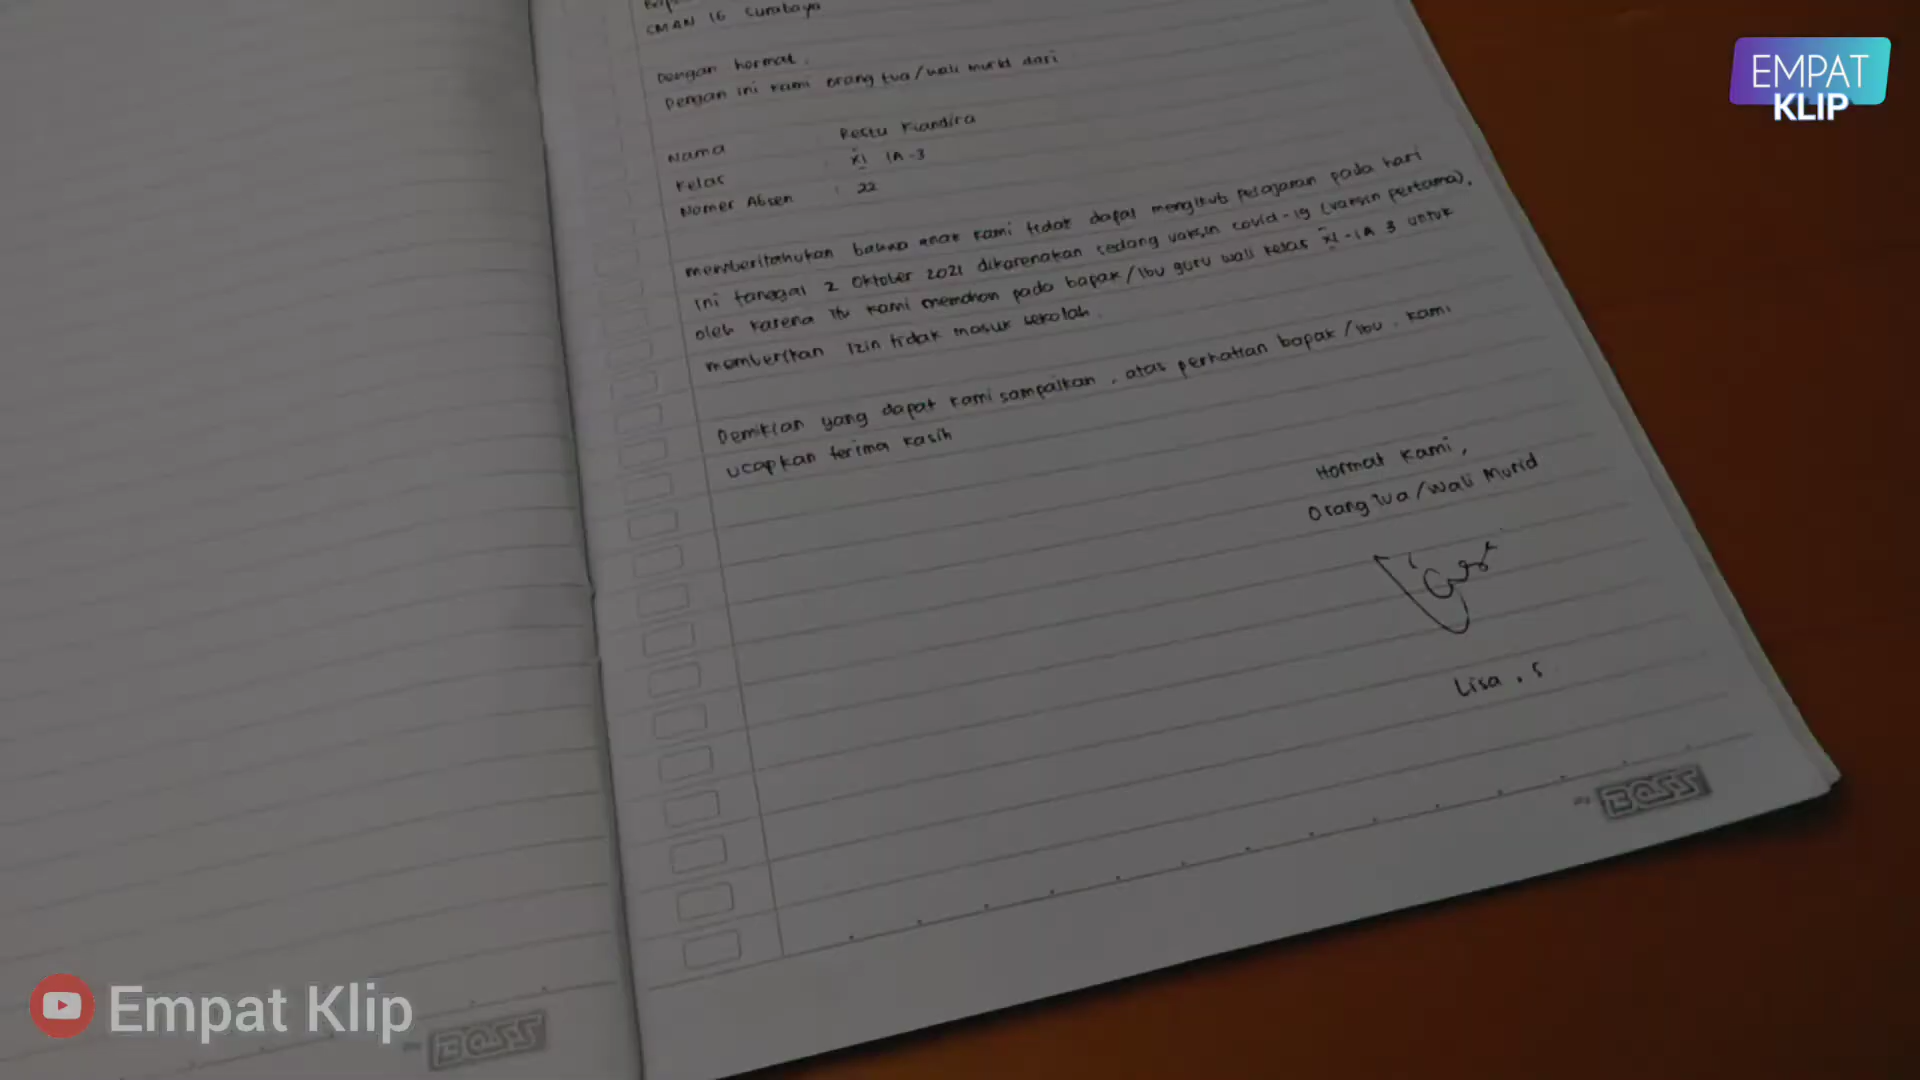 SMAN 16 Surabaya
EMPAT
KLIP
Dengan hormat,
Dengan ini kami orang tua/wali murid dari
Nama Restu Kiandira
Kelas XI IA-3
Nomer Absen : 22
memberitahukan bahwa anak kami tidak dapat mengikuti pelajaran pada hari
ini tanggal 2 Oktober 2021 dikarenakan sedang vaksin covid-19 (vaksin pertama),
oleh karena itu kami memohon pada bapak/ibu guru wali kelas XI-IA 3 untuk
memberikan izin tidak masuk sekolah.
Demikian yang dapat kami sampaikan, atas perhatian bapak/ibu. kami
ucapkan terima kasih
Hormat kami,
Orang tua/Wali Murid
Lisa . S
BOSS
Empat Klip
BOSS